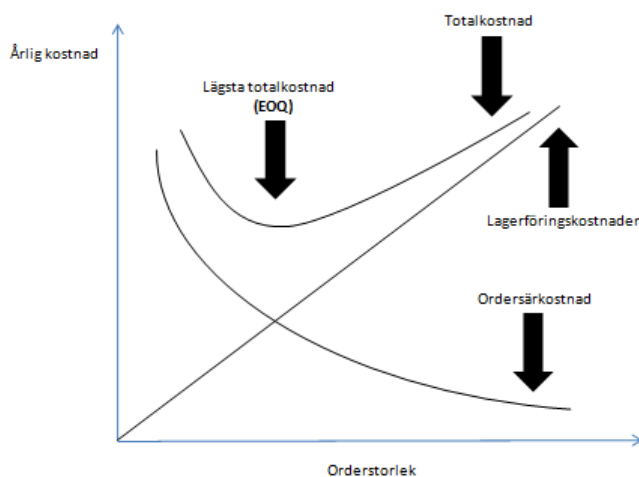 Totalkostnad
Årlig kostnad
Lägsta totalkostnad
(EOQ)
Lagerföringskostnader
Ordersärkostnad
Orderstorlek